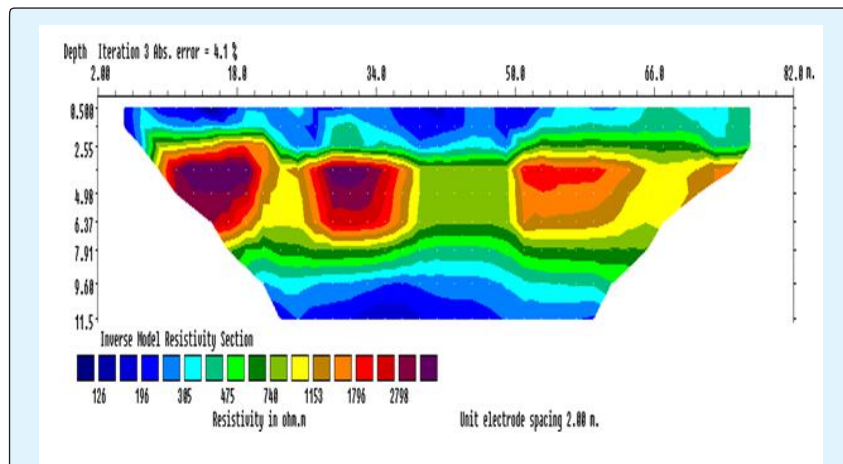 Depth Iteration 3 Abs. error = 4.1 %
2.00 18.0 34.0 50.0 66.0 82.0 m.
0.500
2.55
4.98
6.37
7.91
9.60
11.5
Inverse Model Resistivity Section
126 196 305 475 740 1153 1796 2798
Resistivity in ohm.m Unit electrode spacing 2.00 m.